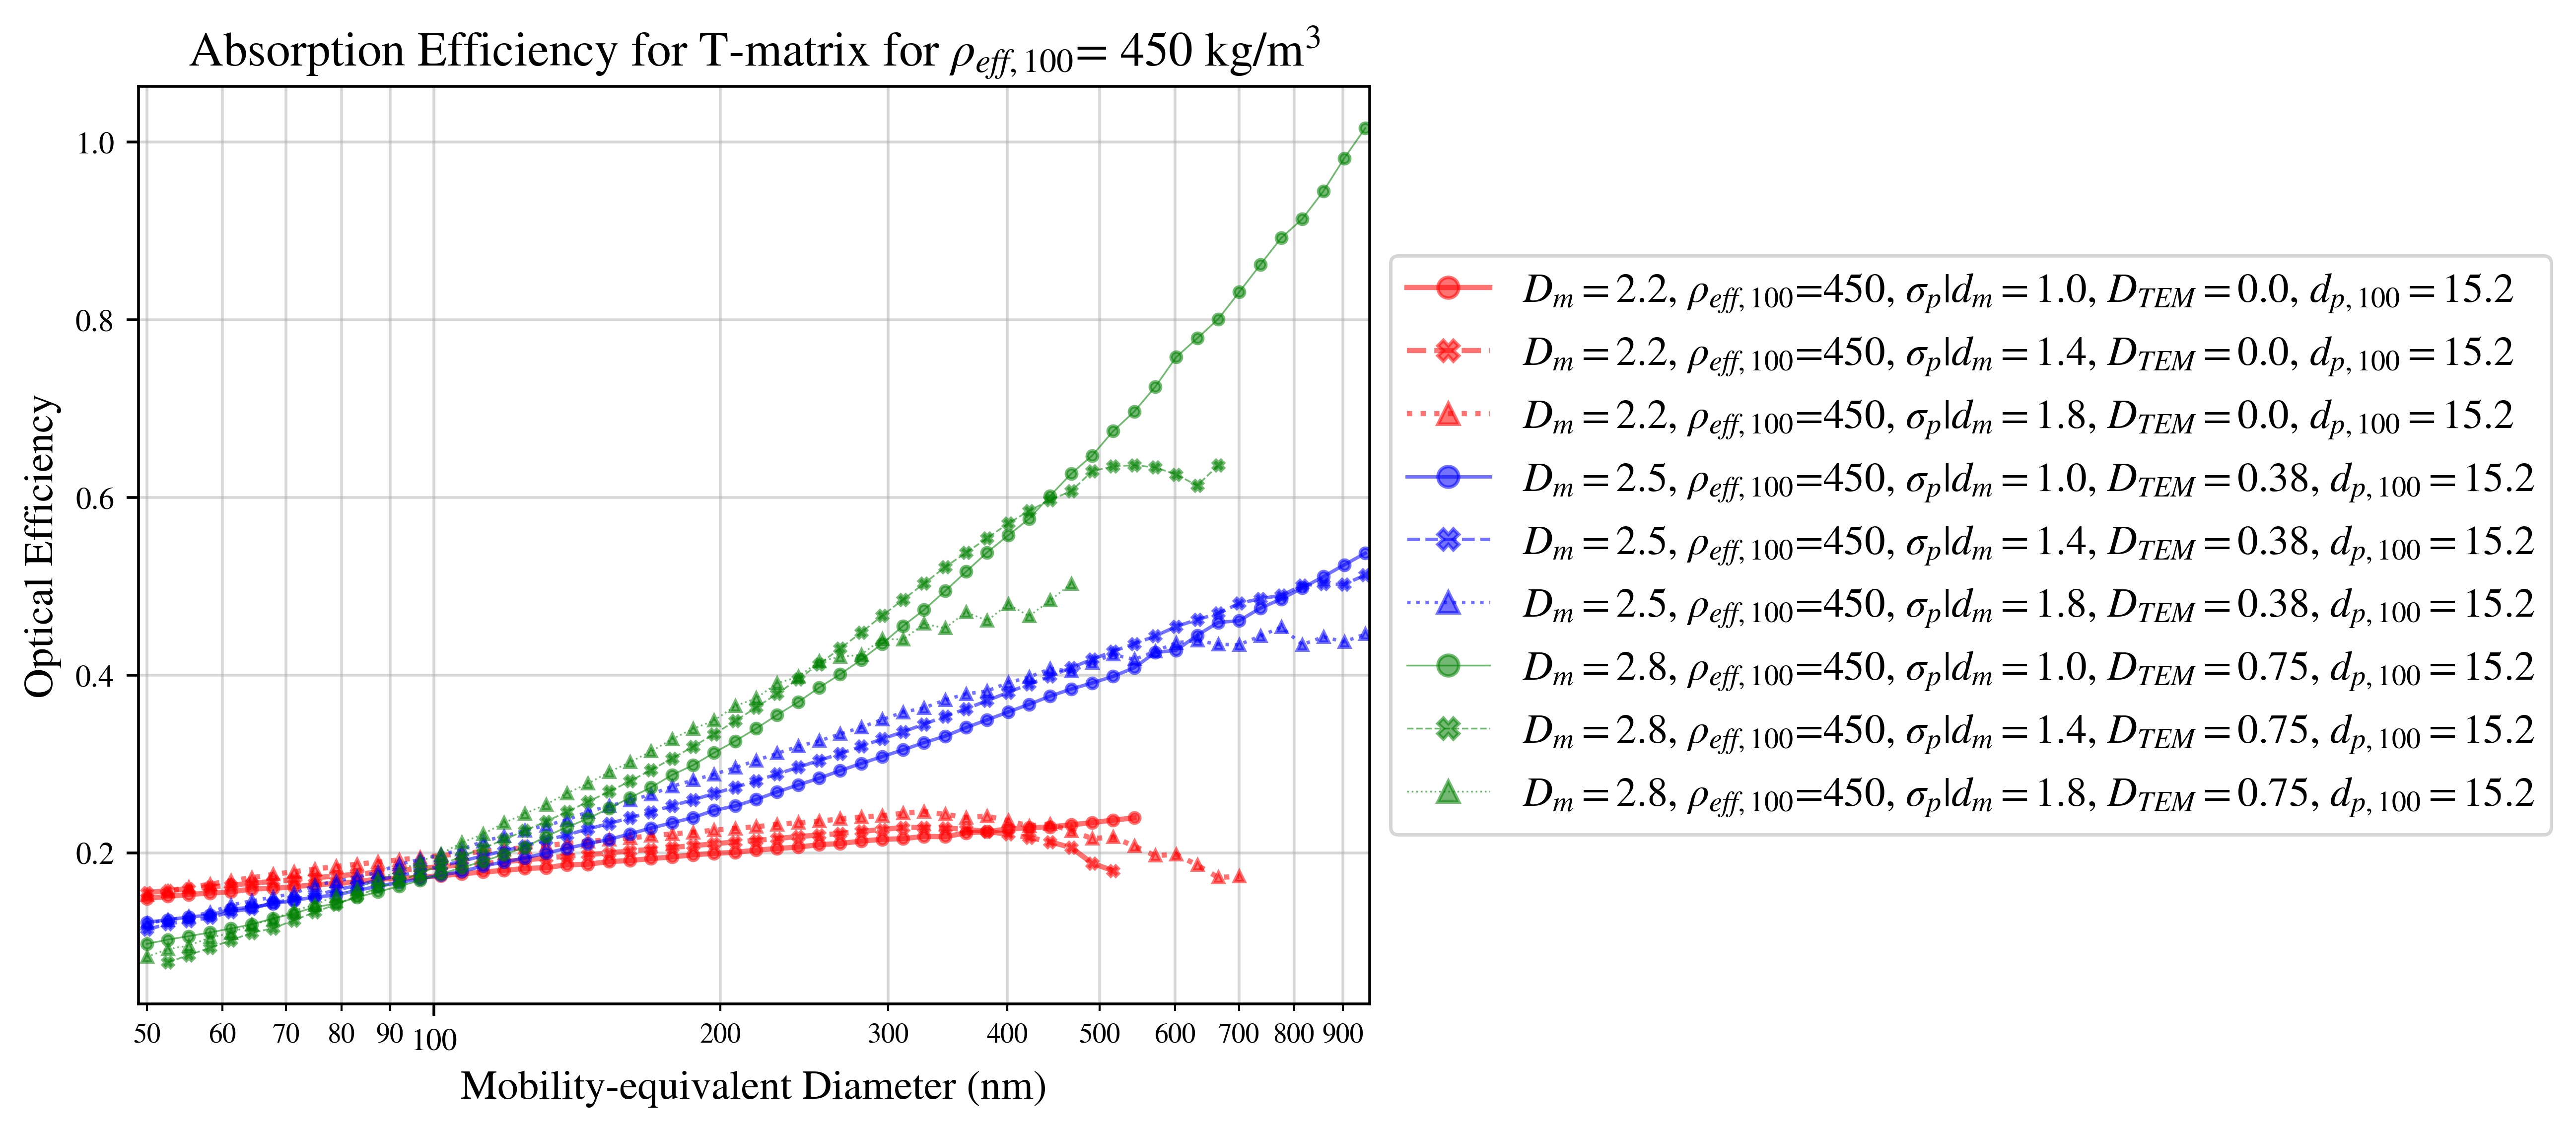 Absorption Efficiency for T-matrix for ρeff, 100= 450 kg/m³
Optical Efficiency
1.0
0.8
0.6
0.4
0.2
50 60 70 80 90 100 200 300 400 500 600 700 800 900
Mobility-equivalent Diameter (nm)
Dm = 2.2, ρeff, 100=450, σp|dm = 1.0, DTEM = 0.0, dp, 100 = 15.2
Dm = 2.2, ρeff, 100=450, σp|dm = 1.4, DTEM = 0.0, dp, 100 = 15.2
Dm = 2.2, ρeff, 100=450, σp|dm = 1.8, DTEM = 0.0, dp, 100 = 15.2
Dm = 2.5, ρeff, 100=450, σp|dm = 1.0, DTEM = 0.38, dp, 100 = 15.2
Dm = 2.5, ρeff, 100=450, σp|dm = 1.4, DTEM = 0.38, dp, 100 = 15.2
Dm = 2.5, ρeff, 100=450, σp|dm = 1.8, DTEM = 0.38, dp, 100 = 15.2
Dm = 2.8, ρeff, 100=450, σp|dm = 1.0, DTEM = 0.75, dp, 100 = 15.2
Dm = 2.8, ρeff, 100=450, σp|dm = 1.4, DTEM = 0.75, dp, 100 = 15.2
Dm = 2.8, ρeff, 100=450, σp|dm = 1.8, DTEM = 0.75, dp, 100 = 15.2